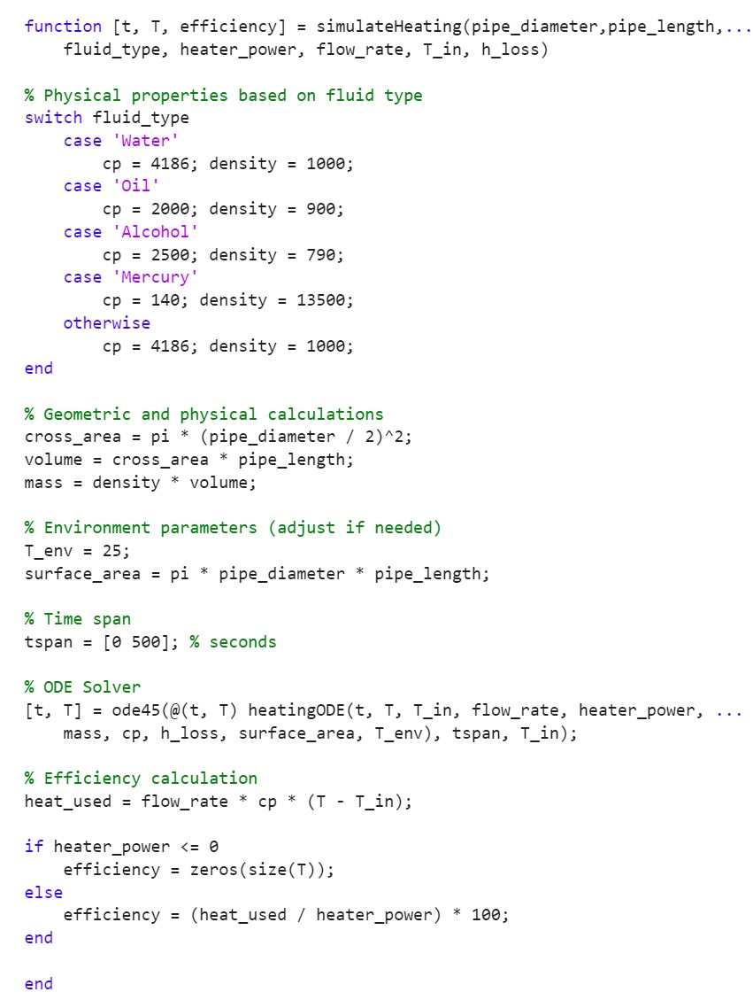 function [t, T, efficiency] = simulateHeating(pipe_diameter,pipe_length,...
    fluid_type, heater_power, flow_rate, T_in, h_loss)

% Physical properties based on fluid type
switch fluid_type
    case 'Water'
        cp = 4186; density = 1000;
    case 'Oil'
        cp = 2000; density = 900;
    case 'Alcohol'
        cp = 2500; density = 790;
    case 'Mercury'
        cp = 140; density = 13500;
    otherwise
        cp = 4186; density = 1000;
end

% Geometric and physical calculations
cross_area = pi * (pipe_diameter / 2)^2;
volume = cross_area * pipe_length;
mass = density * volume;

% Environment parameters (adjust if needed)
T_env = 25;
surface_area = pi * pipe_diameter * pipe_length;

% Time span
tspan = [0 500]; % seconds

% ODE Solver
[t, T] = ode45(@(t, T) heatingODE(t, T, T_in, flow_rate, heater_power, ...
    mass, cp, h_loss, surface_area, T_env), tspan, T_in);

% Efficiency calculation
heat_used = flow_rate * cp * (T - T_in);

if heater_power <= 0
    efficiency = zeros(size(T));
else
    efficiency = (heat_used / heater_power) * 100;
end

end